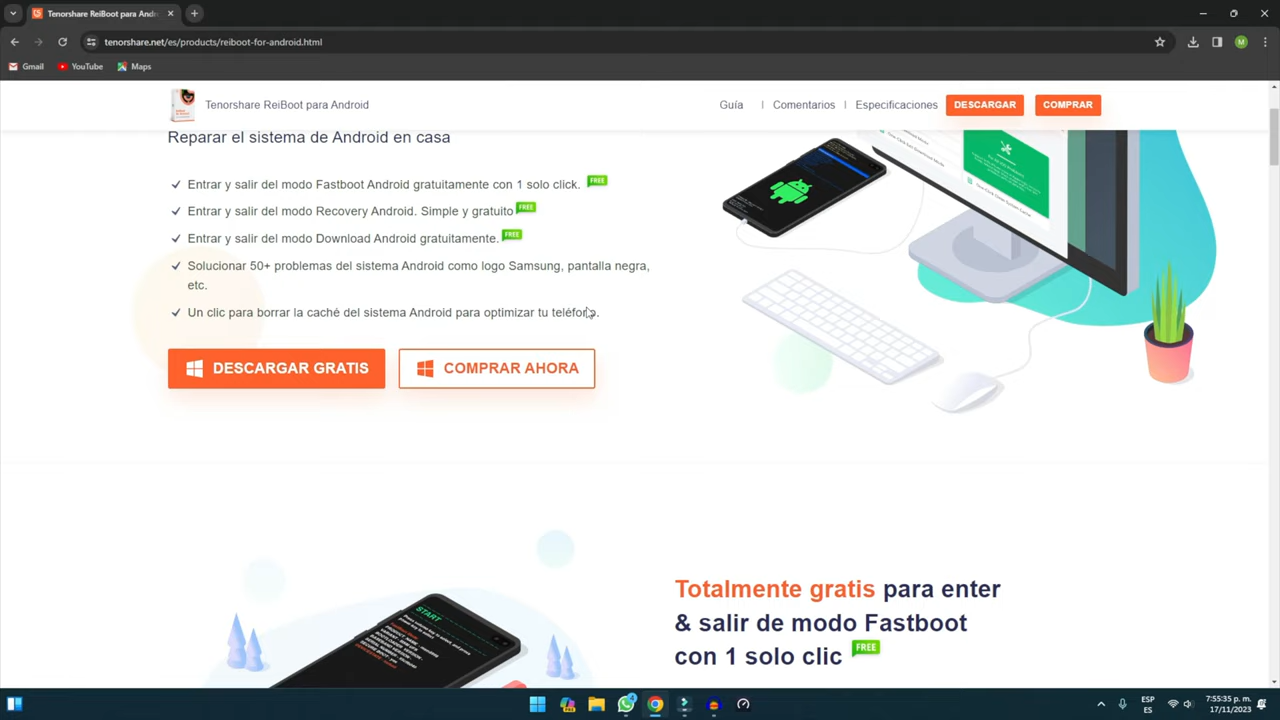 Tenorshare ReiBoot para Andr
tenorshare.net/es/products/reiboot-for-android.html
Gmail
YouTube
Maps
M
Tenorshare ReiBoot para Android
Guía
Comentarios
Especificaciones
DESCARGAR
COMPRAR
Reparar el sistema de Android en casa
Entrar y salir del modo Fastboot Android gratuitamente con 1 solo click. FREE
Entrar y salir del modo Recovery Android. Simple y gratuito FREE
Entrar y salir del modo Download Android gratuitamente. FREE
Solucionar 50+ problemas del sistema Android como logo Samsung, pantalla negra,
etc.
Un clic para borrar la caché del sistema Android para optimizar tu teléfono.
DESCARGAR GRATIS
COMPRAR AHORA
START
Totalmente gratis para enter
& salir de modo Fastboot
con 1 solo clic FREE
4
ESP
ES
7:55:35 p. m.
17/11/2023